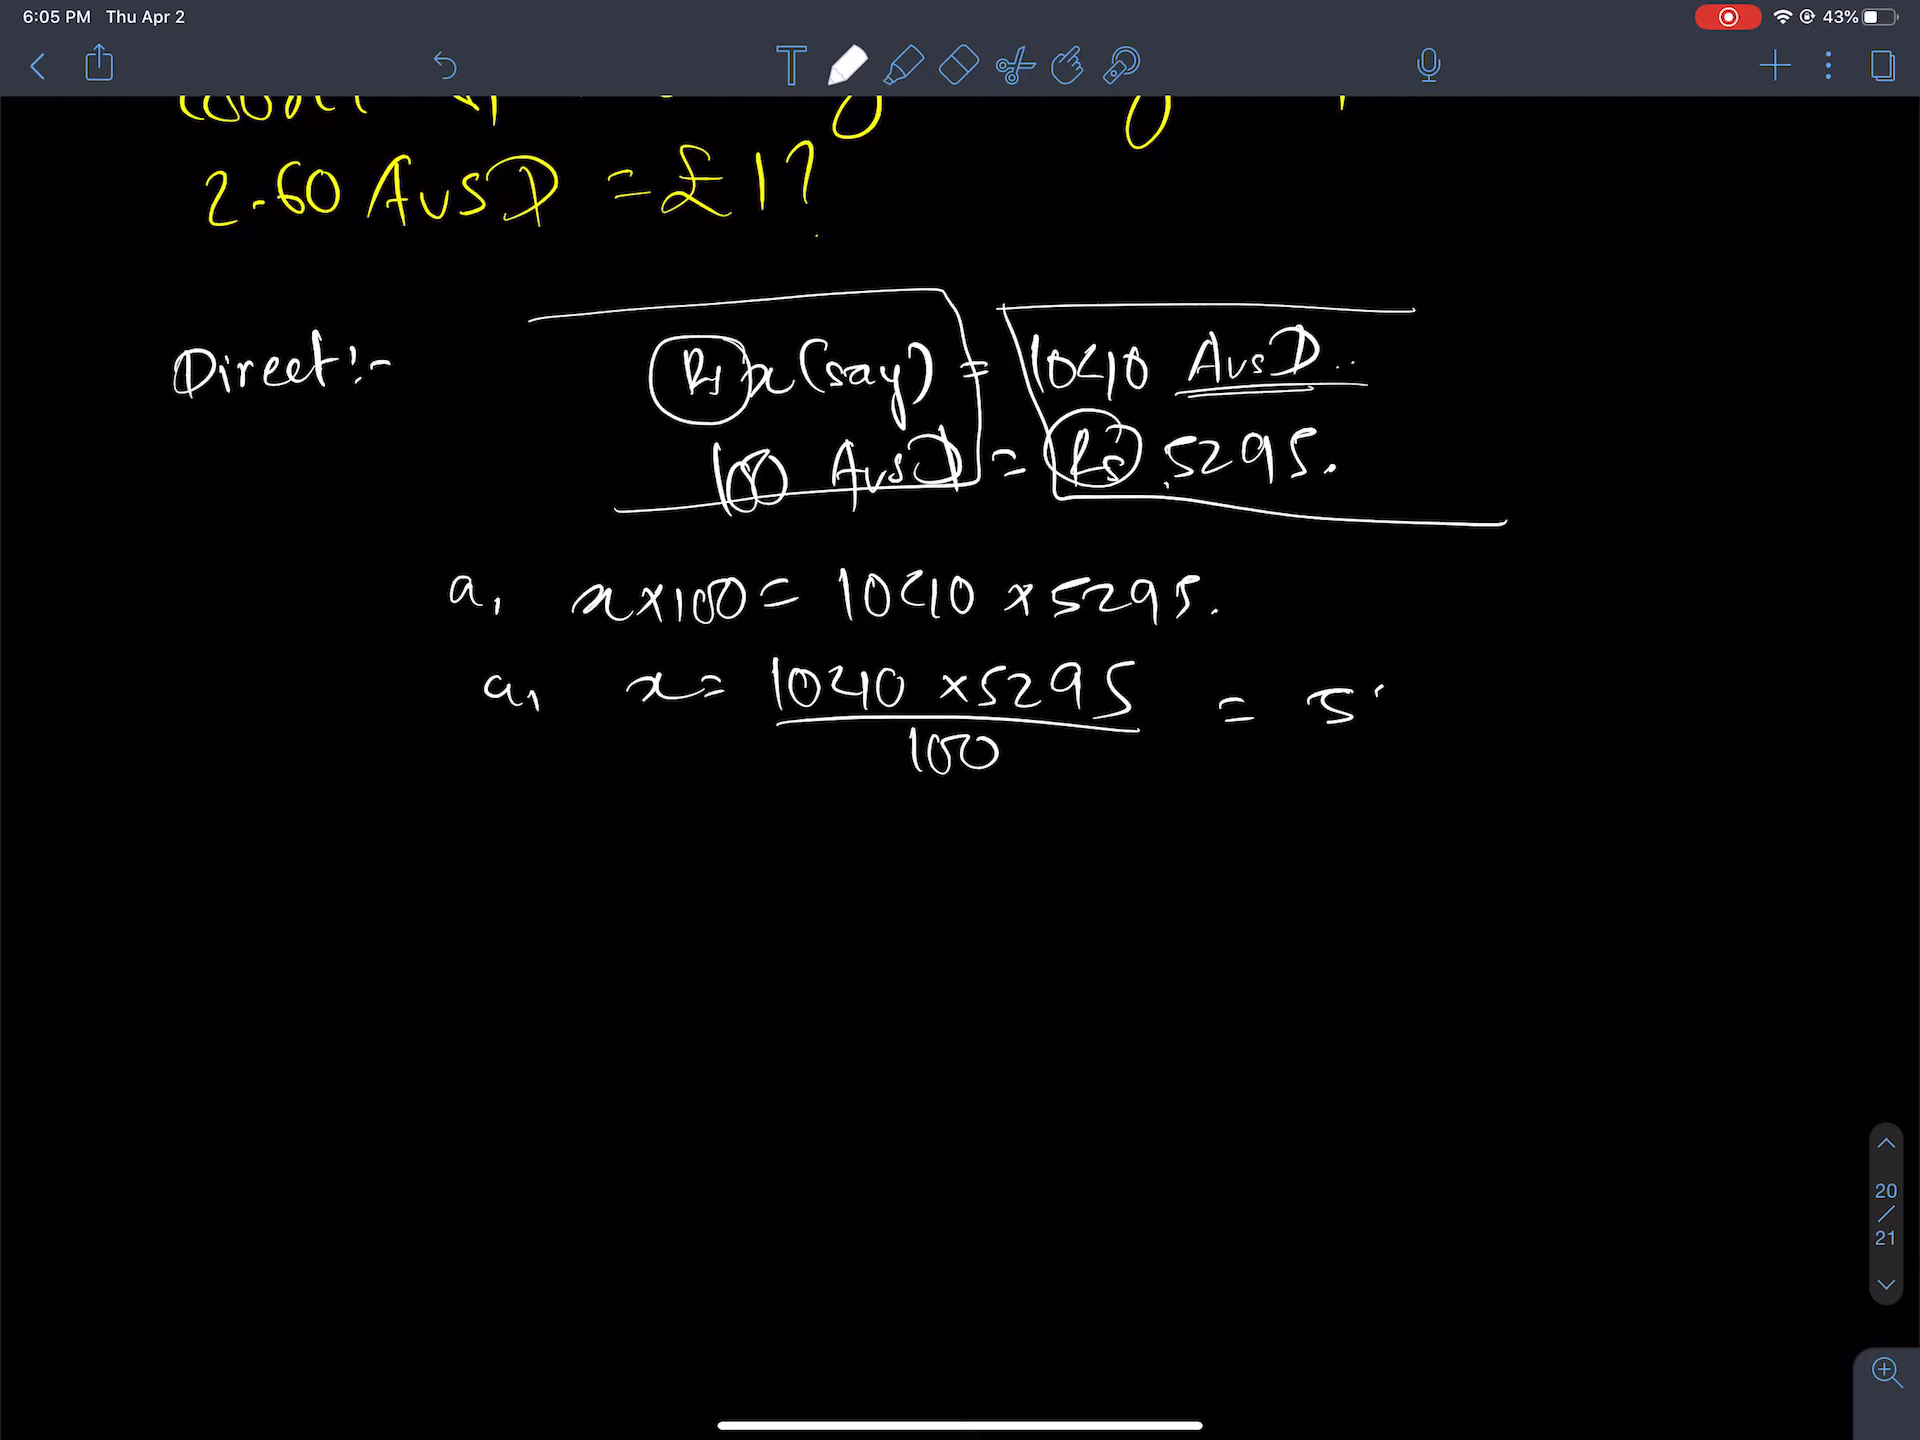 6:05 PM Thu Apr 2
43%
T
2.60 AusD = £1?
Direct:-
Rs x (say) = 1040 AusD..
100 AusD = Rs 5295.
a, x×100 = 1040 × 5295.
a, x = 1040 × 5295 / 100 = 5
20
/
21